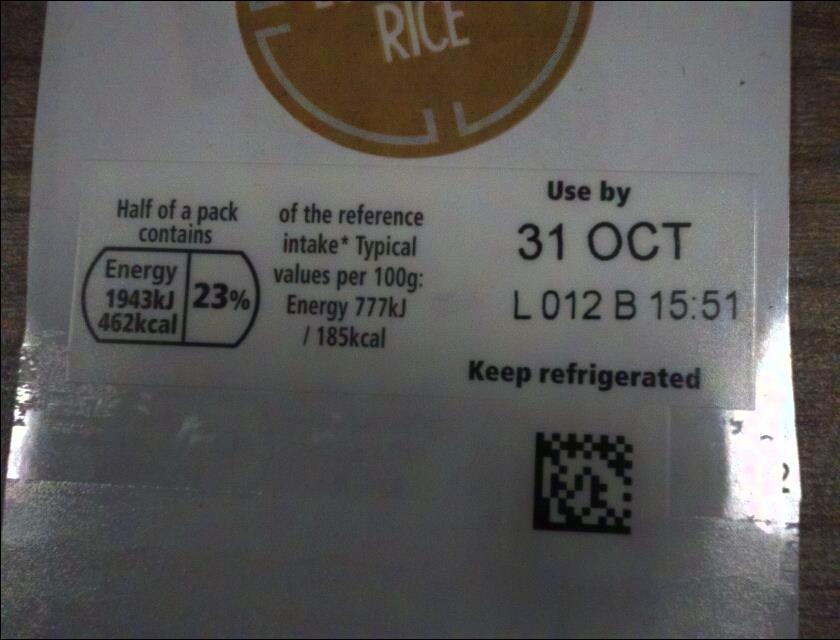 RICE
Half of a pack
contains
Energy
1943kJ
462kcal
23%
of the reference
intake* Typical
values per 100g:
Energy 777kJ
/ 185kcal
Use by
31 OCT
L 012 B 15:51
Keep refrigerated